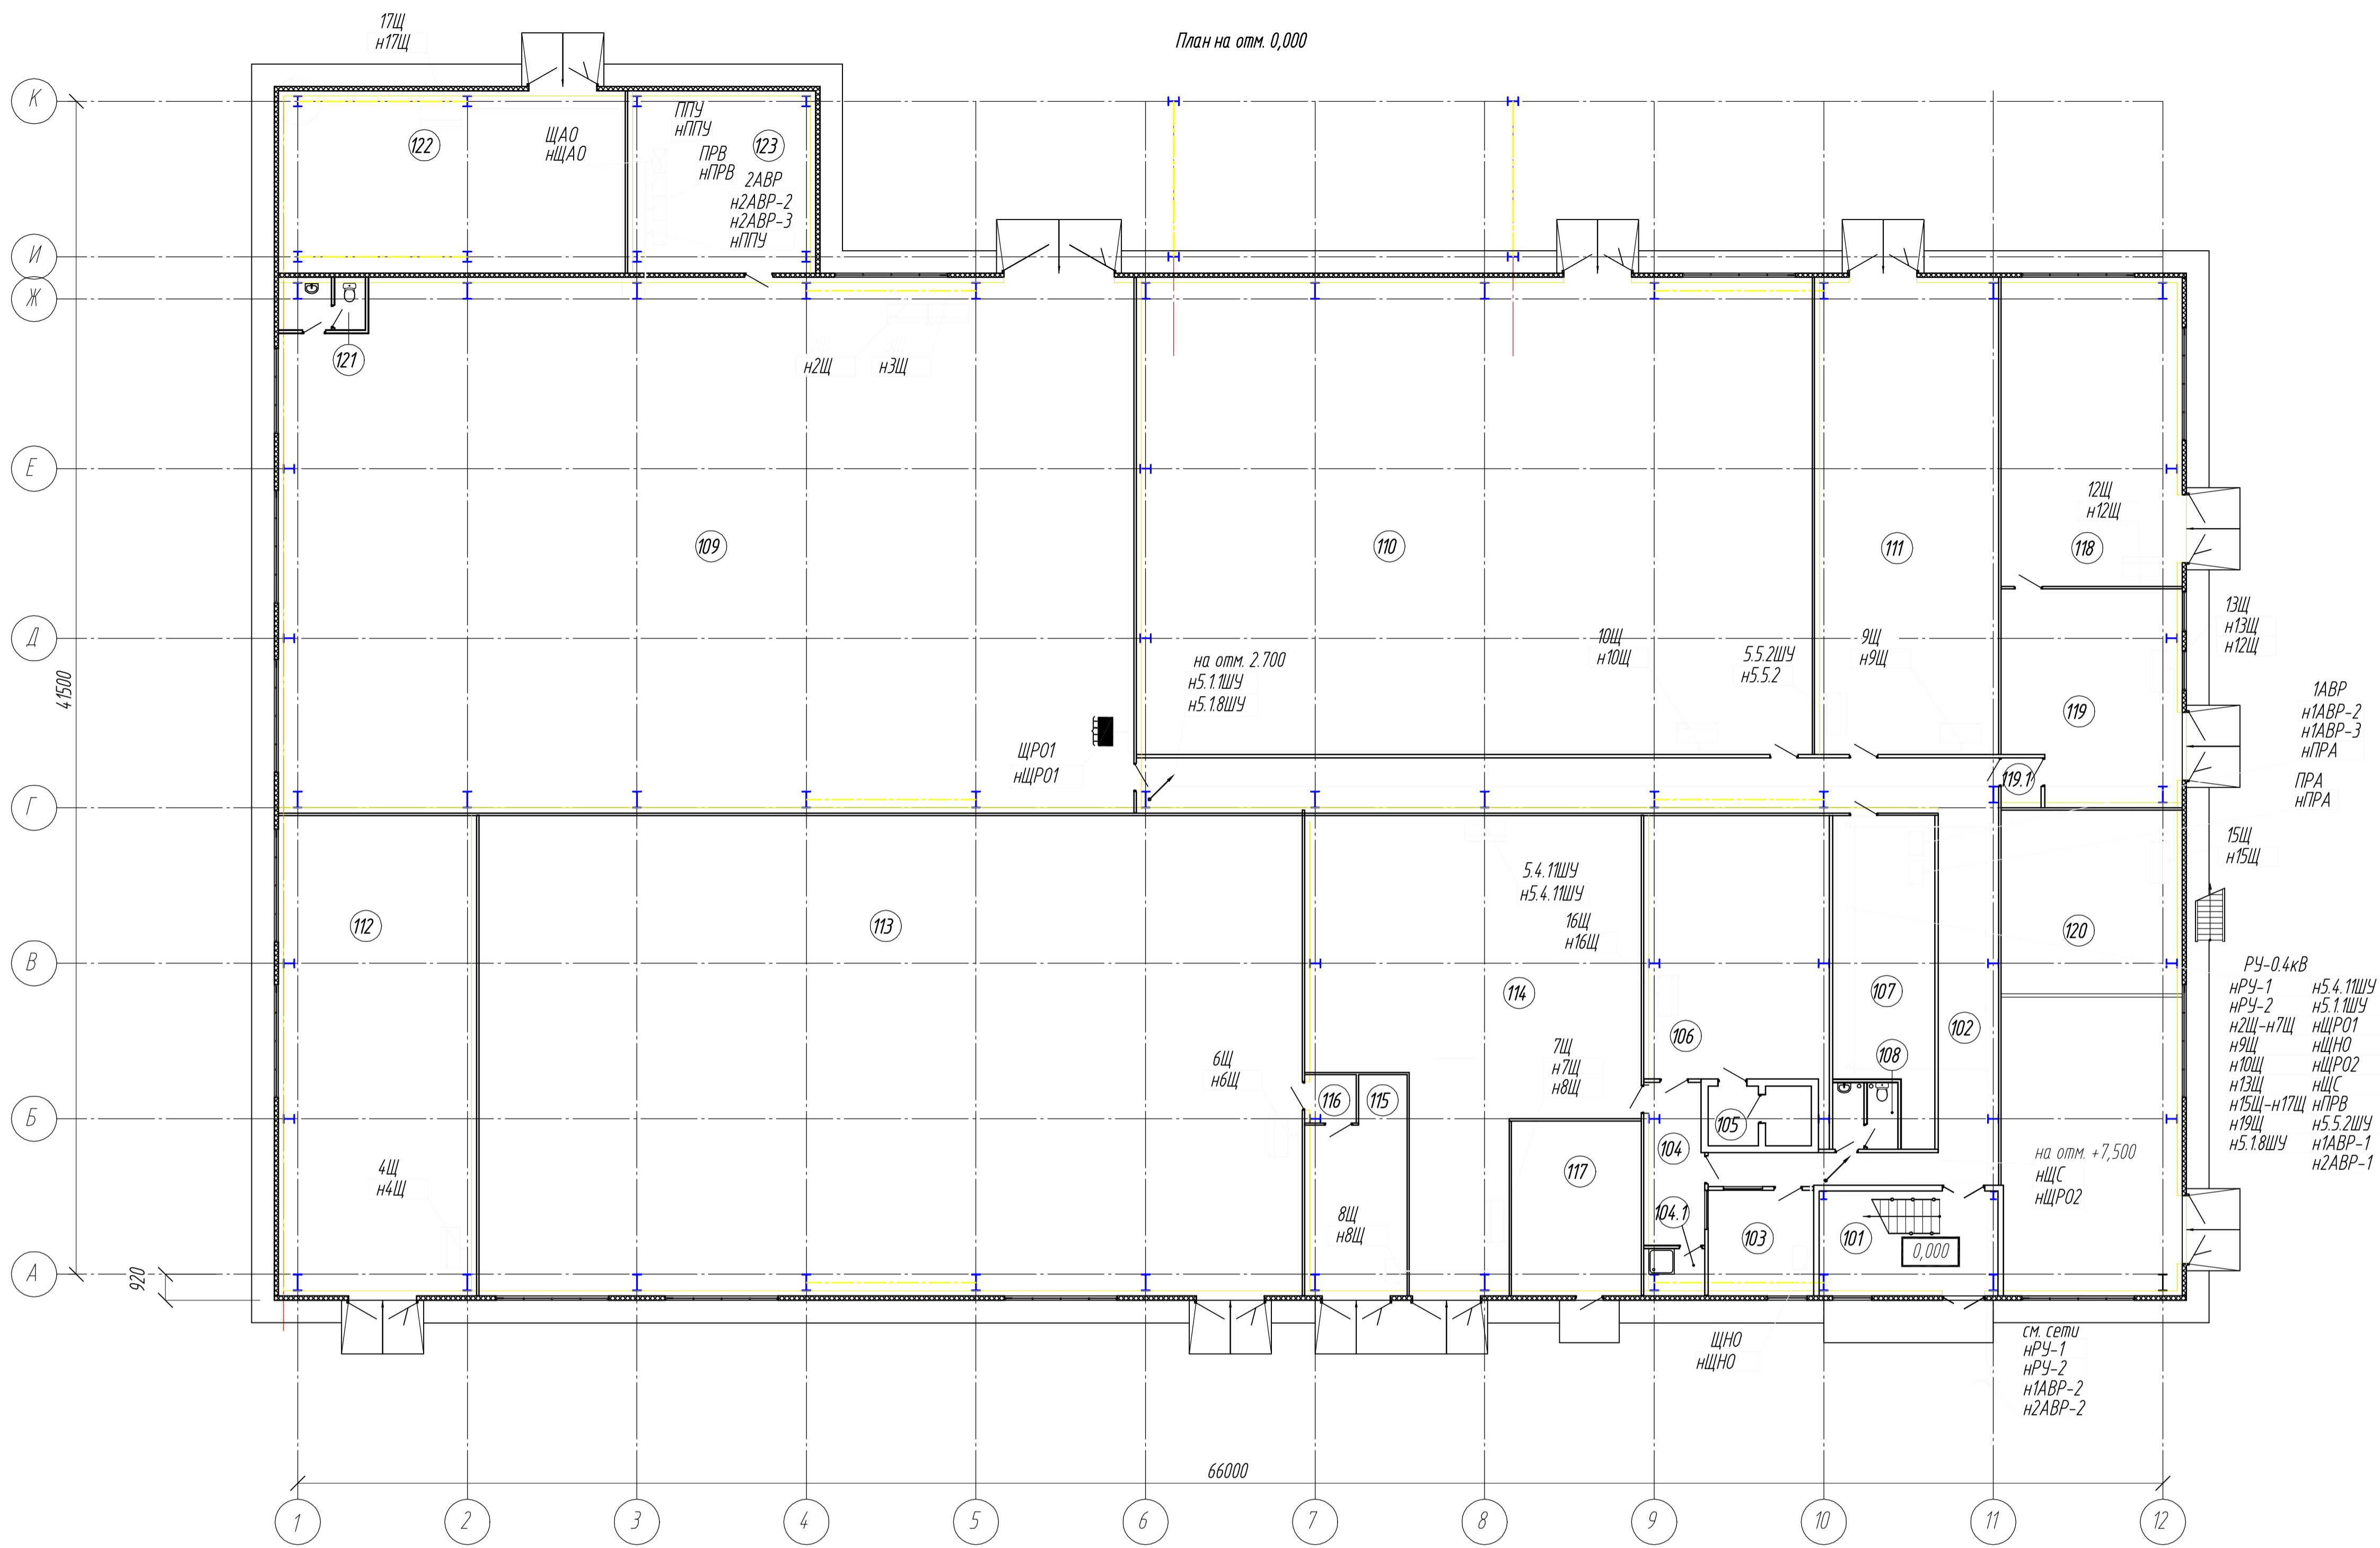 План на отм. 0,000
17Щ
н17Щ
К
И
Ж
Е
Д
Г
В
Б
А
122
ЩАО
нЩАО
ППУ
нППУ
123
ПРВ
нПРВ
2АВР
н2АВР-2
н2АВР-3
нППУ
121
н2Щ
н3Щ
109
110
111
12Щ
н12Щ
118
13Щ
н13Щ
н12Щ
на отм. 2.700
н5.1.1ШУ
н5.1.8ШУ
10Щ
н10Щ
5.5.2ШУ
н5.5.2
9Щ
н9Щ
119
1АВР
н1АВР-2
н1АВР-3
нПРА
ПРА
нПРА
ЩРО1
нЩРО1
119.1
15Щ
н15Щ
5.4.11ШУ
н5.4.11ШУ
16Щ
н16Щ
112
113
114
107
120
102
106
108
РУ-0.4кВ
нРУ-1 н5.4.11ШУ
нРУ-2 н5.1.1ШУ
н2Щ-н7Щ нЩРО1
н9Щ нЩНО
н10Щ нЩРО2
н13Щ нЩС
н15Щ-н17Щ нПРВ
н19Щ н5.5.2ШУ
н5.1.8ШУ н1АВР-1
н2АВР-1
6Щ
н6Щ
7Щ
н7Щ
н8Щ
116
115
105
104
117
4Щ
н4Щ
8Щ
н8Щ
104.1
103
101
0,000
на отм. +7,500
нЩС
нЩРО2
ЩНО
нЩНО
см. сети
нРУ-1
нРУ-2
н1АВР-2
н2АВР-2
41500
920
66000
1
2
3
4
5
6
7
8
9
10
11
12